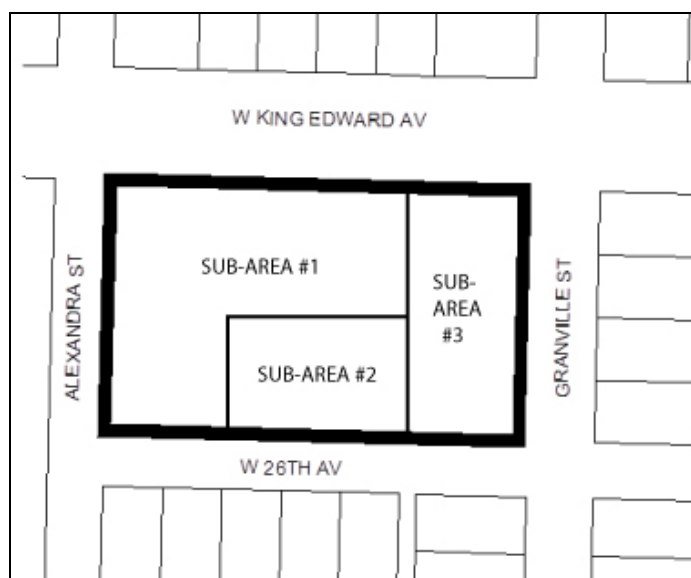 W KING EDWARD AV
ALEXANDRA ST
SUB-AREA #1
SUB-
AREA
#3
GRANVILLE ST
SUB-AREA #2
W 26TH AV